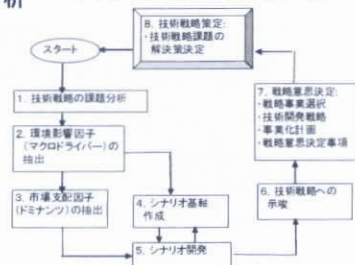 析
8. 技術戦略策定:
・技術戦略課題の
解決策決定
スタート
1. 技術戦略の課題分析
2. 環境影響因子
(マクロドライバー)の
抽出
3. 市場支配因子
(ドミナンツ)の抽出
4. シナリオ基軸
作成
5. シナリオ開発
6. 技術戦略への
示唆
7. 戦略意思決定:
・戦略事業選択
・技術開発戦略
・事業化計画
・戦略意思決定事項